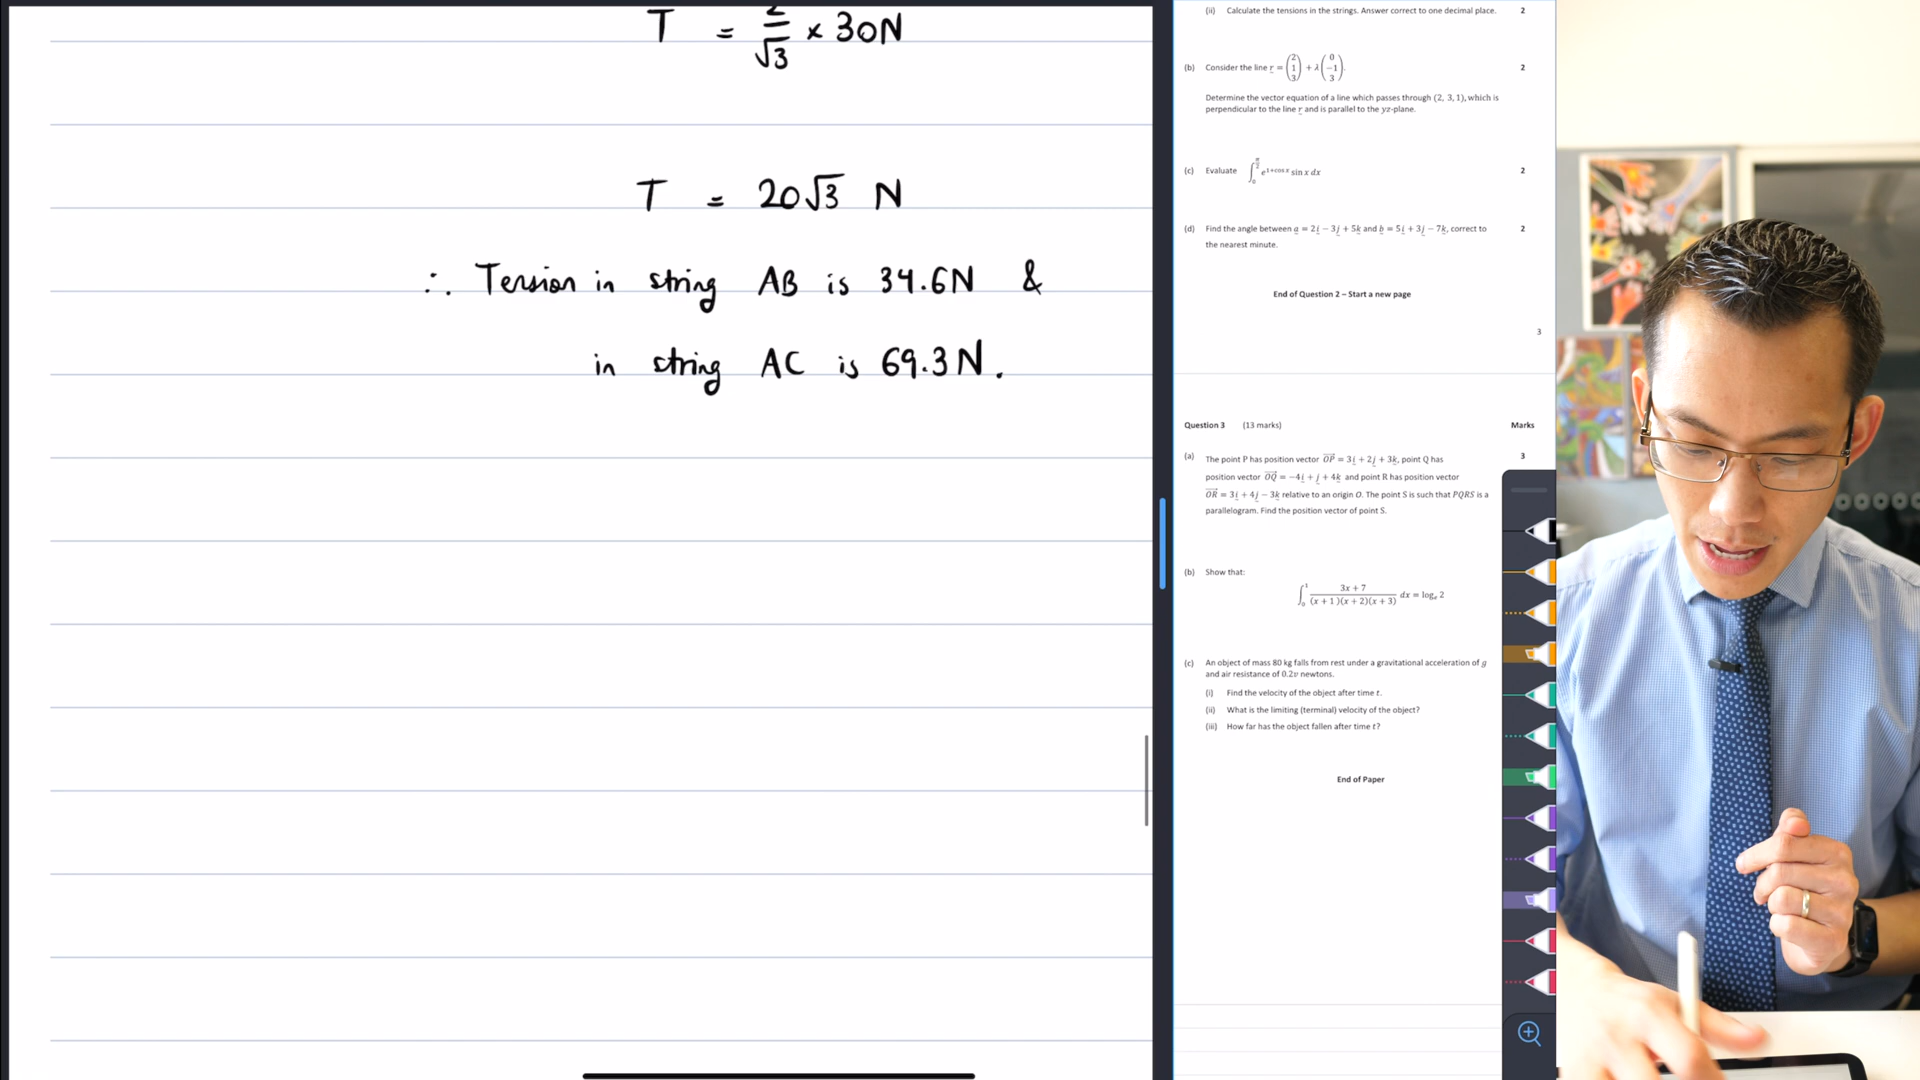 T = 2/√3 × 30N
T = 20√3 N
∴ Tension in string AB is 34.6N &
in string AC is 69.3N.
(ii) Calculate the tensions in the strings. Answer correct to one decimal place. 2
(b) Consider the line r̰ = (2 1 3) + λ(0 −1 3). 2
Determine the vector equation of a line which passes through (2, 3, 1), which is
perpendicular to the line r̰ and is parallel to the yz-plane.
(c) Evaluate ∫₀^(π/2) e^(1+cos x) sin x dx 2
(d) Find the angle between a̰ = 2ḭ − 3j̰ + 5k̰ and b̰ = 5ḭ + 3j̰ − 7k̰, correct to 2
the nearest minute.
End of Question 2 – Start a new page
3
Question 3 (13 marks) Marks
(a) The point P has position vector OP⃗ = 3ḭ + 2j̰ + 3k̰, point Q has 3
position vector OQ⃗ = −4ḭ + j̰ + 4k̰ and point R has position vector
OR⃗ = 3ḭ + 4j̰ − 3k̰ relative to an origin O. The point S is such that PQRS is a
parallelogram. Find the position vector of point S.
(b) Show that:
∫₀¹ (3x + 7)/((x + 1)(x + 2)(x + 3)) dx = logₑ 2
(c) An object of mass 80 kg falls from rest under a gravitational acceleration of g
and air resistance of 0.2v newtons.
(i) Find the velocity of the object after time t.
(ii) What is the limiting (terminal) velocity of the object?
(iii) How far has the object fallen after time t?
End of Paper